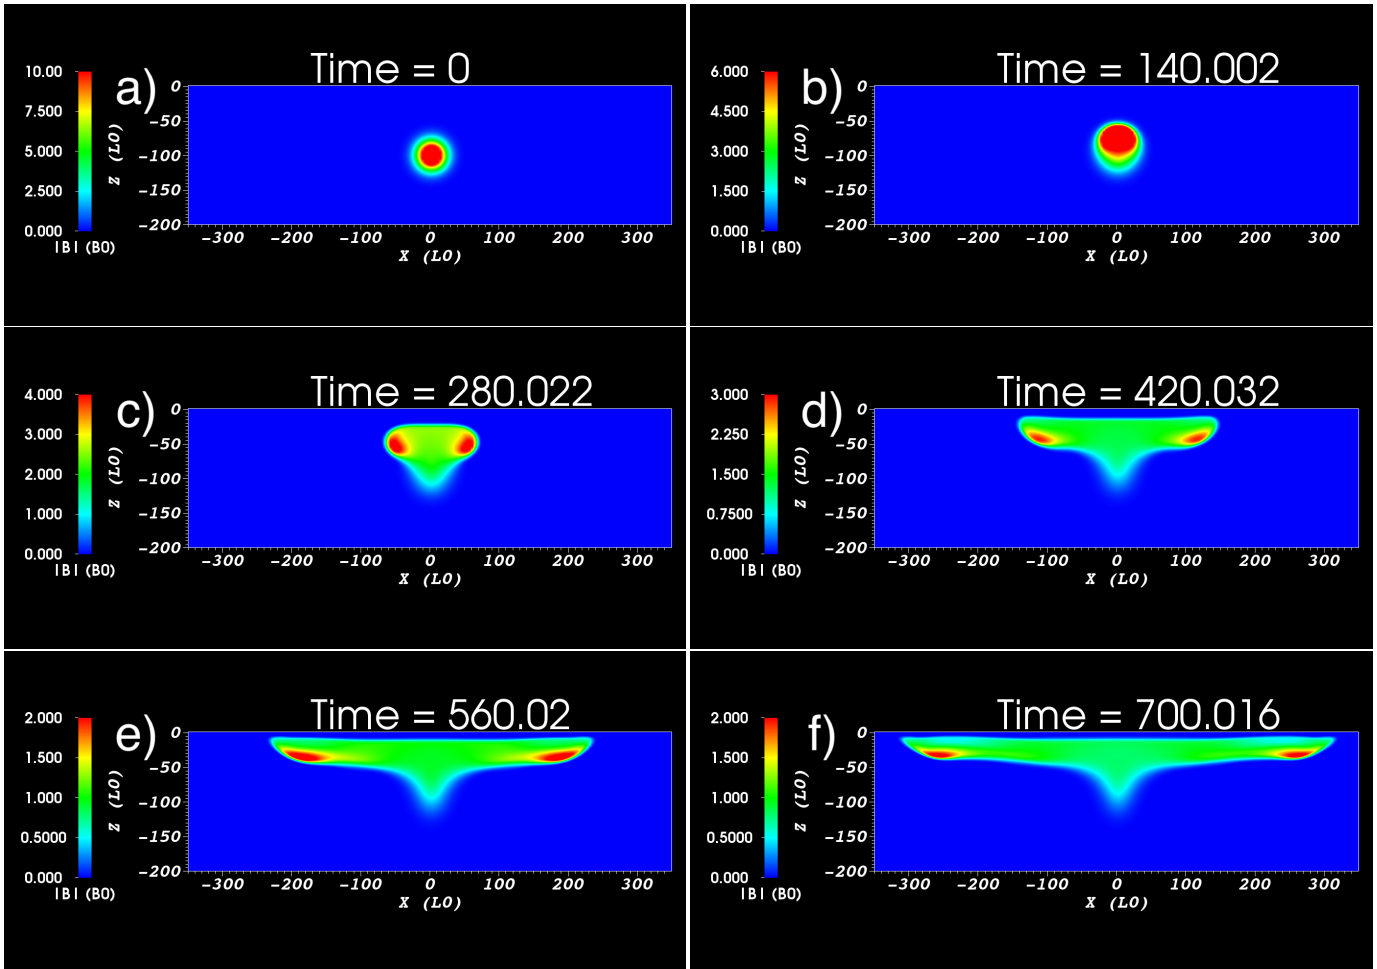 Time = 0
a)
10.00
7.500
5.000
2.500
0.000
|B| (B0)
Z (L0)
0
-50
-100
-150
-200
-300 -200 -100 0 100 200 300
X (L0)
Time = 140.002
b)
6.000
4.500
3.000
1.500
0.000
|B| (B0)
Z (L0)
0
-50
-100
-150
-200
-300 -200 -100 0 100 200 300
X (L0)
Time = 280.022
c)
4.000
3.000
2.000
1.000
0.000
|B| (B0)
Z (L0)
0
-50
-100
-150
-200
-300 -200 -100 0 100 200 300
X (L0)
Time = 420.032
d)
3.000
2.250
1.500
0.7500
0.000
|B| (B0)
Z (L0)
0
-50
-100
-150
-200
-300 -200 -100 0 100 200 300
X (L0)
Time = 560.02
e)
2.000
1.500
1.000
0.5000
0.000
|B| (B0)
Z (L0)
0
-50
-100
-150
-200
-300 -200 -100 0 100 200 300
X (L0)
Time = 700.016
f)
2.000
1.500
1.000
0.5000
0.000
|B| (B0)
Z (L0)
0
-50
-100
-150
-200
-300 -200 -100 0 100 200 300
X (L0)